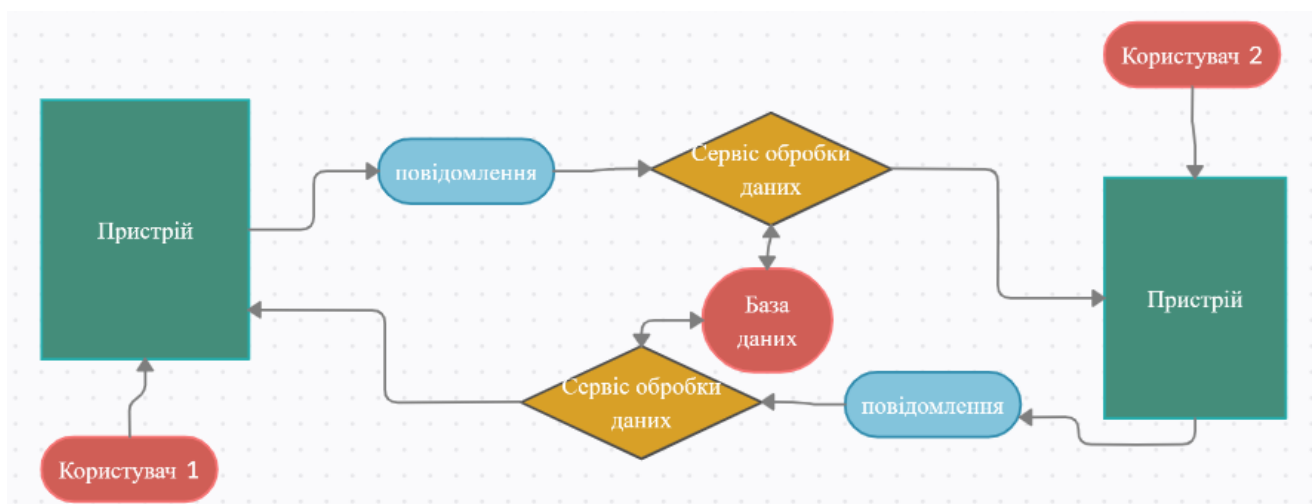 Користувач 2
повідомлення
Сервіс обробки
даних
Пристрій
Пристрій
База
даних
Сервіс обробки
даних
повідомлення
Користувач 1